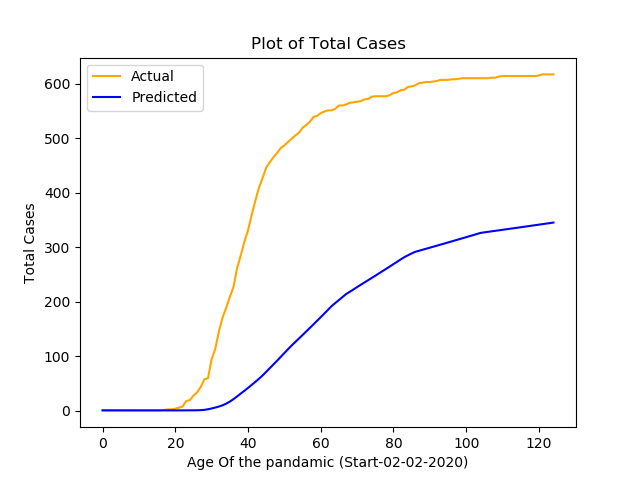 Plot of Total Cases
Actual
Predicted
600
500
400
300
200
100
0
Total Cases
0 20 40 60 80 100 120
Age Of the pandamic (Start-02-02-2020)